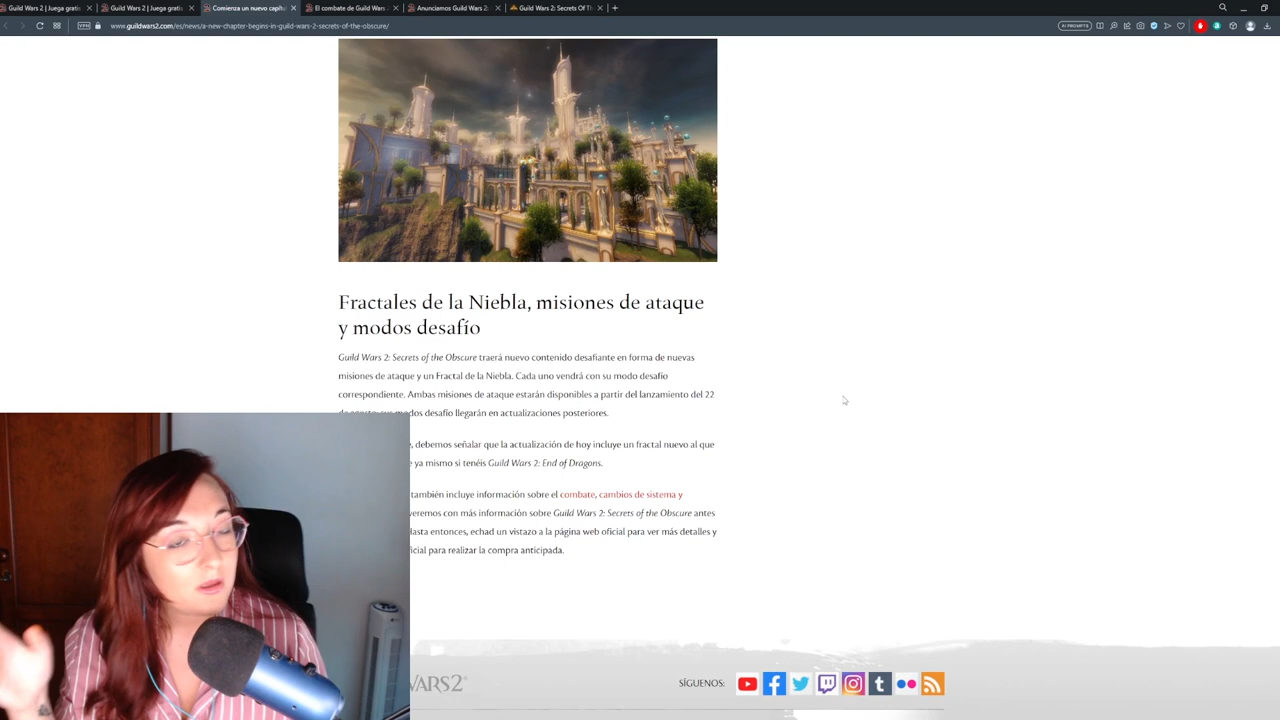 Guild Wars 2 | Juega gratis
Guild Wars 2 | Juega gratis
Comienza un nuevo capítu
El combate de Guild Wars
Anunciamos Guild Wars 2:
Guild Wars 2: Secrets Of Th
VPN
www.guildwars2.com/es/news/a-new-chapter-begins-in-guild-wars-2-secrets-of-the-obscure/
AI PROMPTS
Fractales de la Niebla, misiones de ataque
y modos desafío
Guild Wars 2: Secrets of the Obscure traerá nuevo contenido desafiante en forma de nuevas
misiones de ataque y un Fractal de la Niebla. Cada uno vendrá con su modo desafío
correspondiente. Ambas misiones de ataque estarán disponibles a partir del lanzamiento del 22
de agosto; sus modos desafío llegarán en actualizaciones posteriores.
, debemos señalar que la actualización de hoy incluye un fractal nuevo al que
ya mismo si tenéis Guild Wars 2: End of Dragons.
también incluye información sobre el combate, cambios de sistema y
veremos con más información sobre Guild Wars 2: Secrets of the Obscure antes
Hasta entonces, echad un vistazo a la página web oficial para ver más detalles y
icial para realizar la compra anticipada.
WARS2
SÍGUENOS: